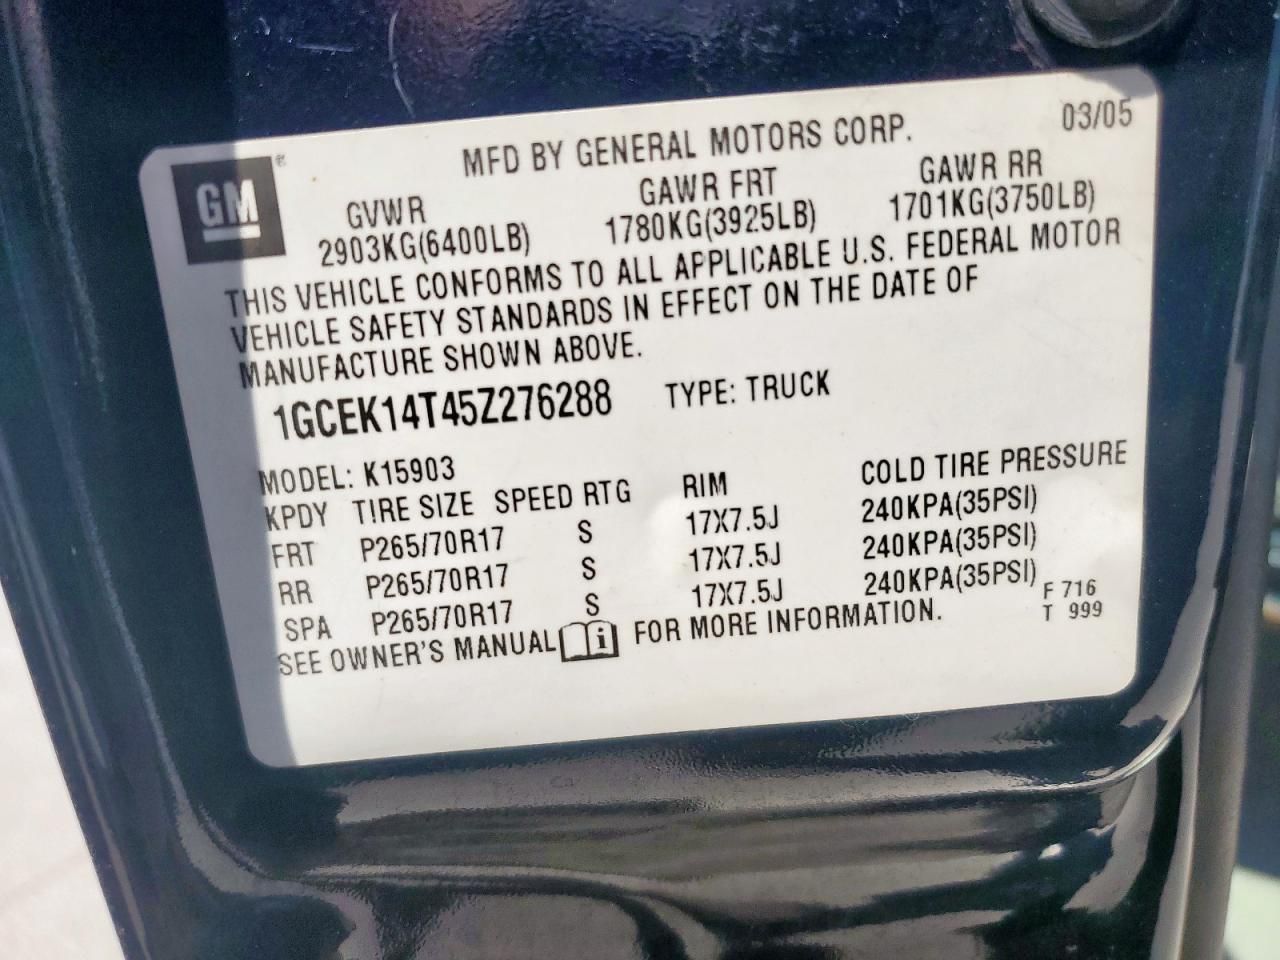 03/05
MFD BY GENERAL MOTORS CORP.
GM®
GVWR GAWR FRT GAWR RR
2903KG(6400LB) 1780KG(3925LB) 1701KG(3750LB)
THIS VEHICLE CONFORMS TO ALL APPLICABLE U.S. FEDERAL MOTOR
VEHICLE SAFETY STANDARDS IN EFFECT ON THE DATE OF
MANUFACTURE SHOWN ABOVE.
1GCEK14T45Z276288 TYPE: TRUCK
MODEL: K15903
KPDY TIRE SIZE SPEED RTG RIM COLD TIRE PRESSURE
FRT P265/70R17 S 17X7.5J 240KPA(35PSI)
RR P265/70R17 S 17X7.5J 240KPA(35PSI)
SPA P265/70R17 S 17X7.5J 240KPA(35PSI)
SEE OWNER'S MANUAL i FOR MORE INFORMATION.
F 716
T 999